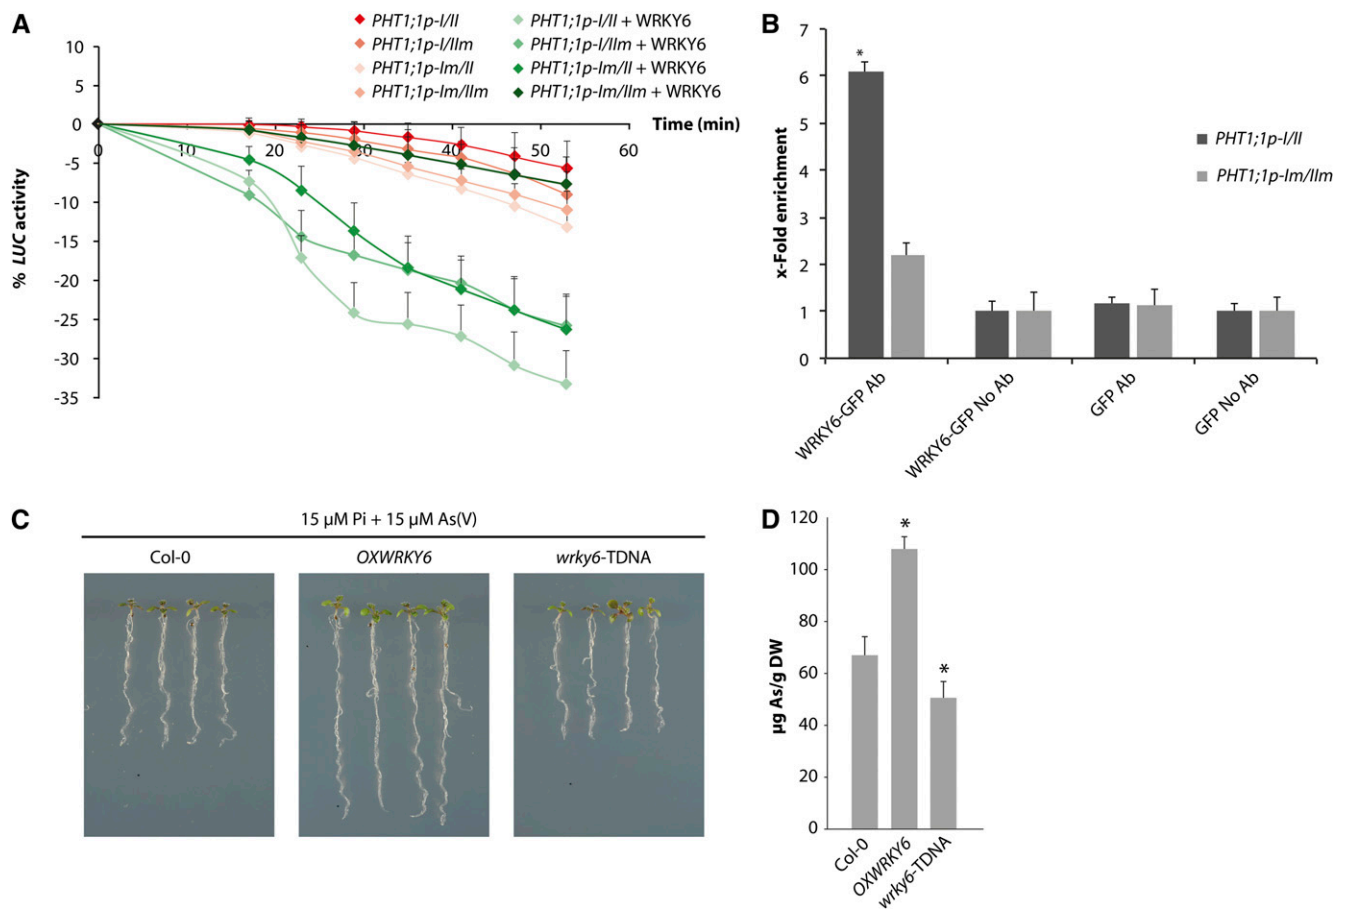 A
PHT1;1p-I/II
PHT1;1p-I/IIm
PHT1;1p-Im/II
PHT1;1p-Im/IIm
PHT1;1p-I/II + WRKY6
PHT1;1p-I/IIm + WRKY6
PHT1;1p-Im/II + WRKY6
PHT1;1p-Im/IIm + WRKY6
10
5
0
-5
-10
-15
-20
-25
-30
-35
% LUC activity
0 10 20 30 40 50 60
Time (min)
B
7
6
5
4
3
2
1
0
x-Fold enrichment
*
PHT1;1p-I/II
PHT1;1p-Im/IIm
WRKY6-GFP Ab
WRKY6-GFP No Ab
GFP Ab
GFP No Ab
C
15 µM Pi + 15 µM As(V)
Col-0 OXWRKY6 wrky6-TDNA
D
120
100
80
60
40
20
0
µg As/g DW
*
*
Col-0
OXWRKY6
wrky6-TDNA